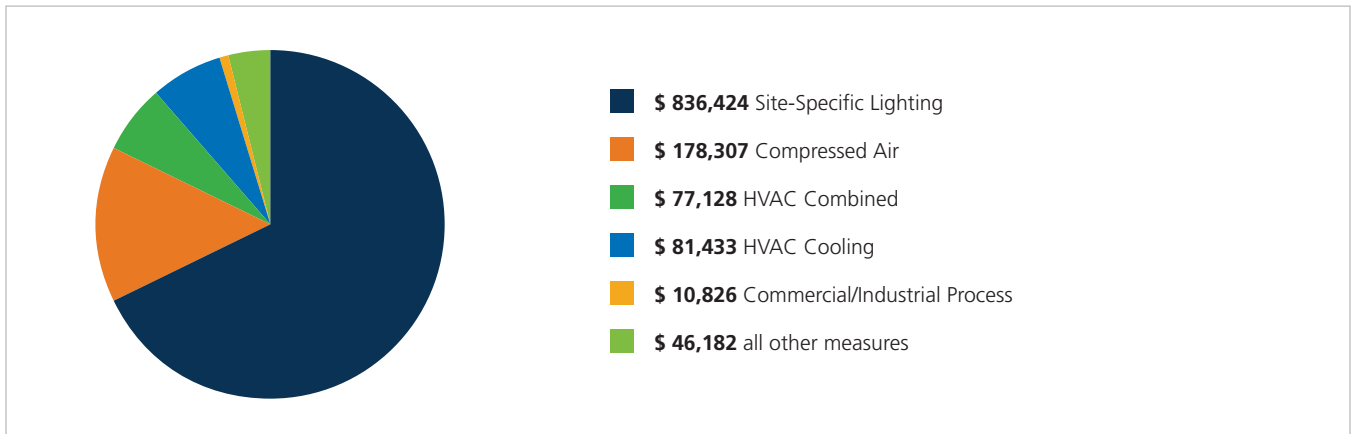 $ 836,424 Site-Specific Lighting
$ 178,307 Compressed Air
$ 77,128 HVAC Combined
$ 81,433 HVAC Cooling
$ 10,826 Commercial/Industrial Process
$ 46,182 all other measures